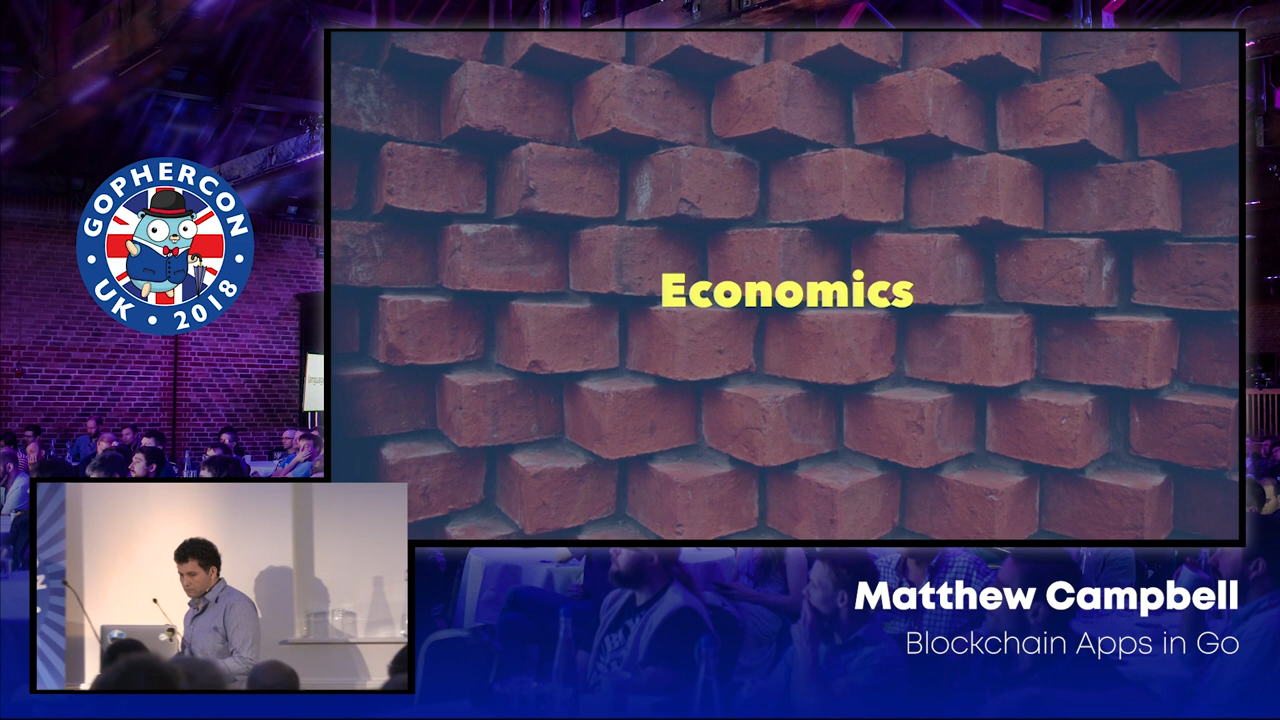 GOPHERCON
UK • 2018
Economics
Matthew Campbell
Blockchain Apps in Go